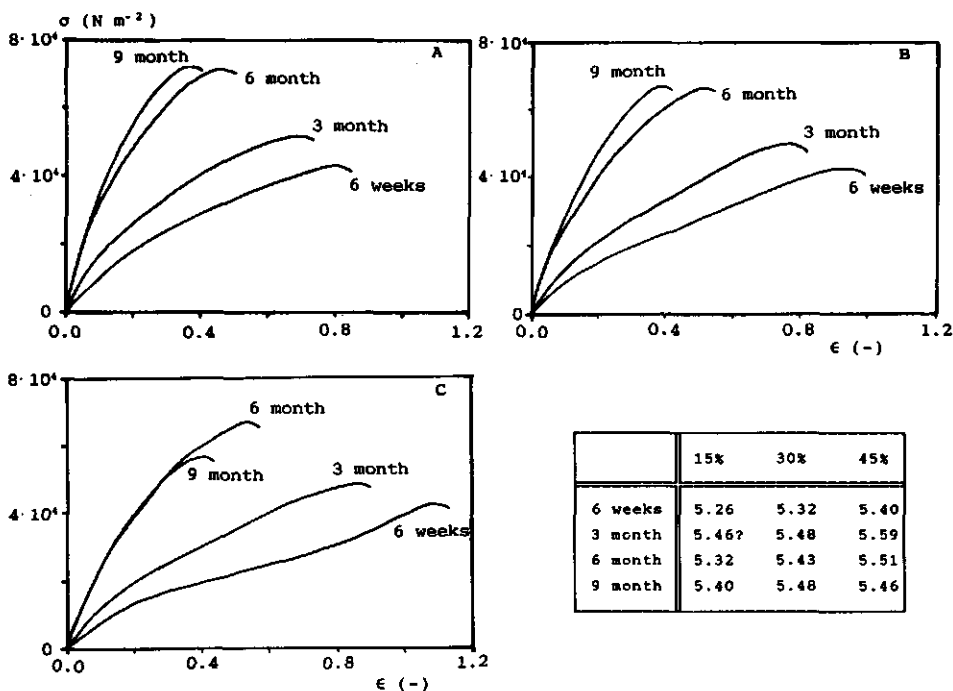 σ (N m⁻²)
8·10⁴
A
9 month
6 month
3 month
4·10⁴
6 weeks
0
0.0 0.4 0.8 1.2
ϵ (-)
8·10⁴
B
9 month
6 month
3 month
4·10⁴
6
weeks
0
0.0 0.4 0.8 1.2
ϵ (-)
8·10⁴
C
6 month
9 month
3 month
4·10⁴
6 weeks
0
0.0 0.4 0.8 1.2
ϵ (-)
15% 30% 45%
6 weeks 5.26 5.32 5.40
3 month 5.46? 5.48 5.59
6 month 5.32 5.43 5.51
9 month 5.40 5.48 5.46